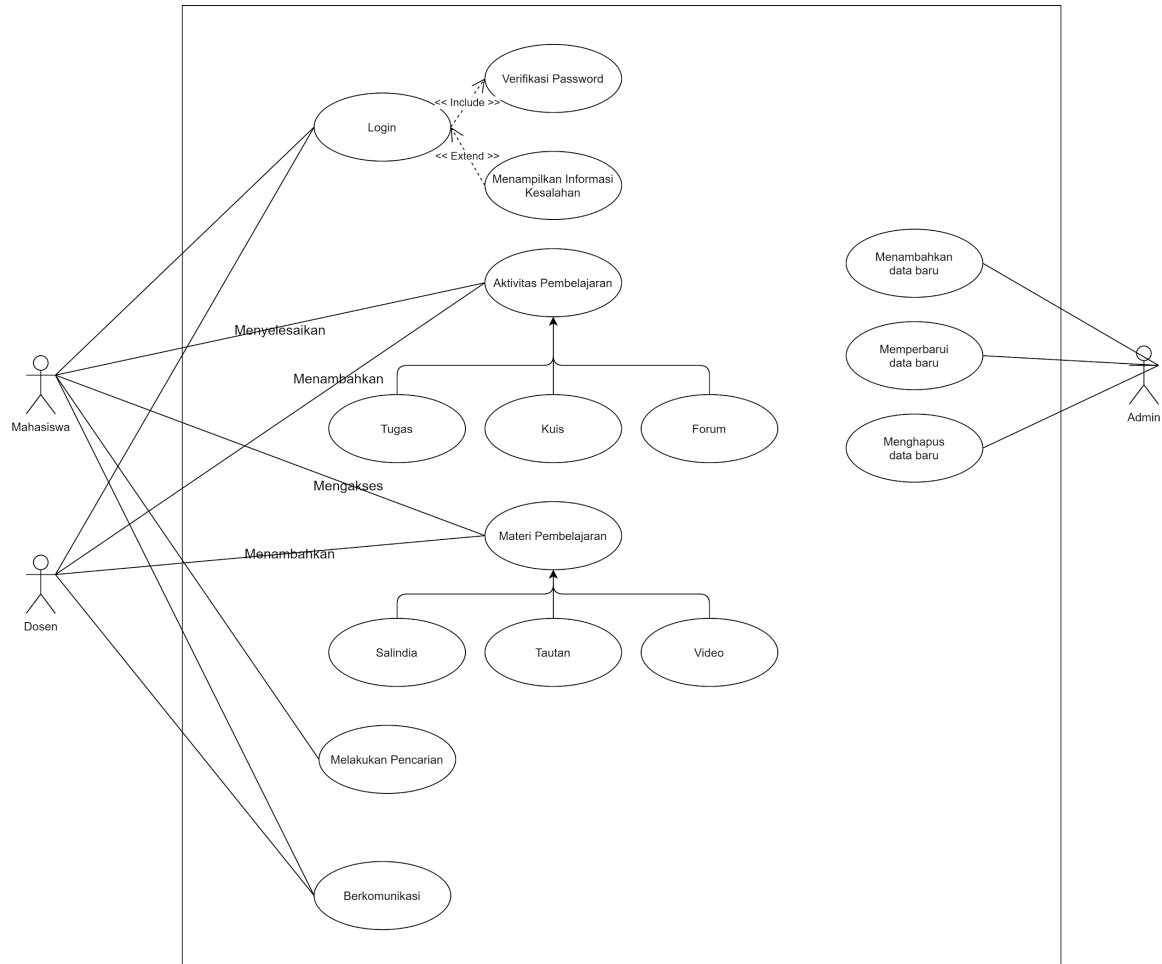 Verifikasi Password
<< Include >>
Login
<< Extend >>
Menampilkan Informasi
Kesalahan
Menambahkan
data baru
Aktivitas Pembelajaran
Menyelesaikan
Memperbarui
data baru
Menambahkan
Mahasiswa
Admin
Tugas
Kuis
Forum
Menghapus
data baru
Mengakses
Materi Pembelajaran
Menambahkan
Dosen
Salindia
Tautan
Video
Melakukan Pencarian
Berkomunikasi